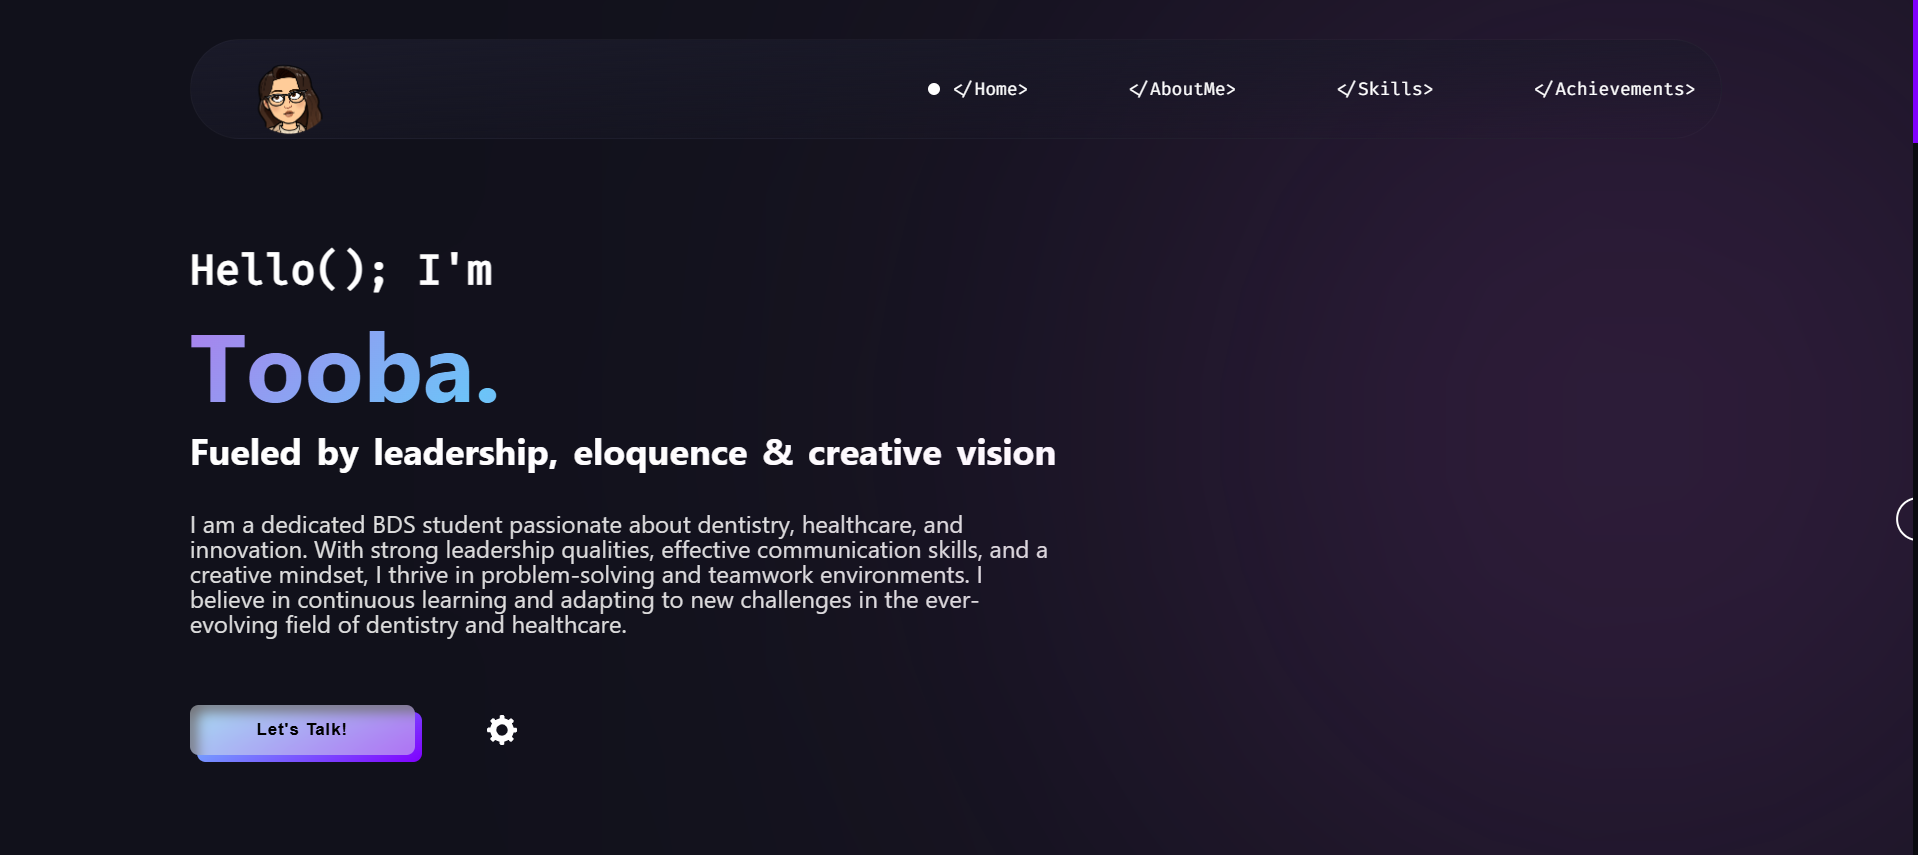 </Home> </AboutMe> </Skills> </Achievements>
Hello(); I'm
Tooba.
Fueled by leadership, eloquence & creative vision
I am a dedicated BDS student passionate about dentistry, healthcare, and
innovation. With strong leadership qualities, effective communication skills, and a
creative mindset, I thrive in problem-solving and teamwork environments. I
believe in continuous learning and adapting to new challenges in the ever-
evolving field of dentistry and healthcare.
Let's Talk!